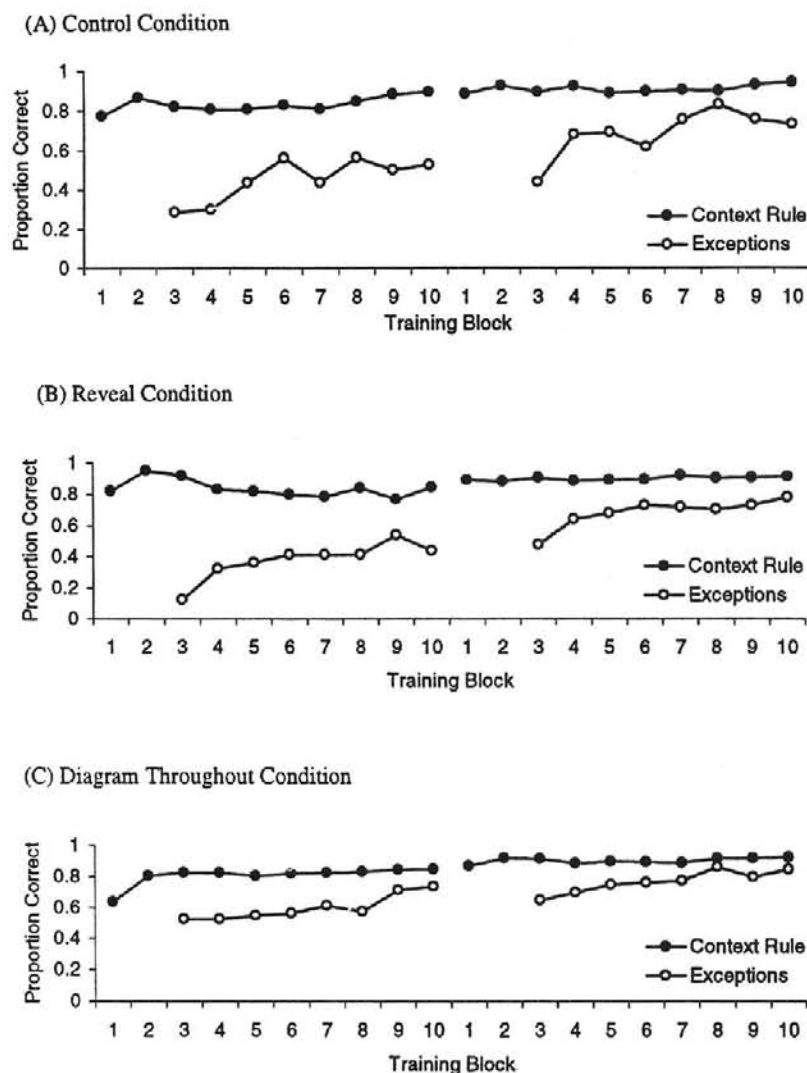 (A) Control Condition
Proportion Correct
1
0.8
0.6
0.4
0.2
0
Context Rule
Exceptions
1 2 3 4 5 6 7 8 9 10 1 2 3 4 5 6 7 8 9 10
Training Block
(B) Reveal Condition
Proportion Correct
1
0.8
0.6
0.4
0.2
0
Context Rule
Exceptions
1 2 3 4 5 6 7 8 9 10 1 2 3 4 5 6 7 8 9 10
Training Block
(C) Diagram Throughout Condition
Proportion Correct
1
0.8
0.6
0.4
0.2
0
Context Rule
Exceptions
1 2 3 4 5 6 7 8 9 10 1 2 3 4 5 6 7 8 9 10
Training Block